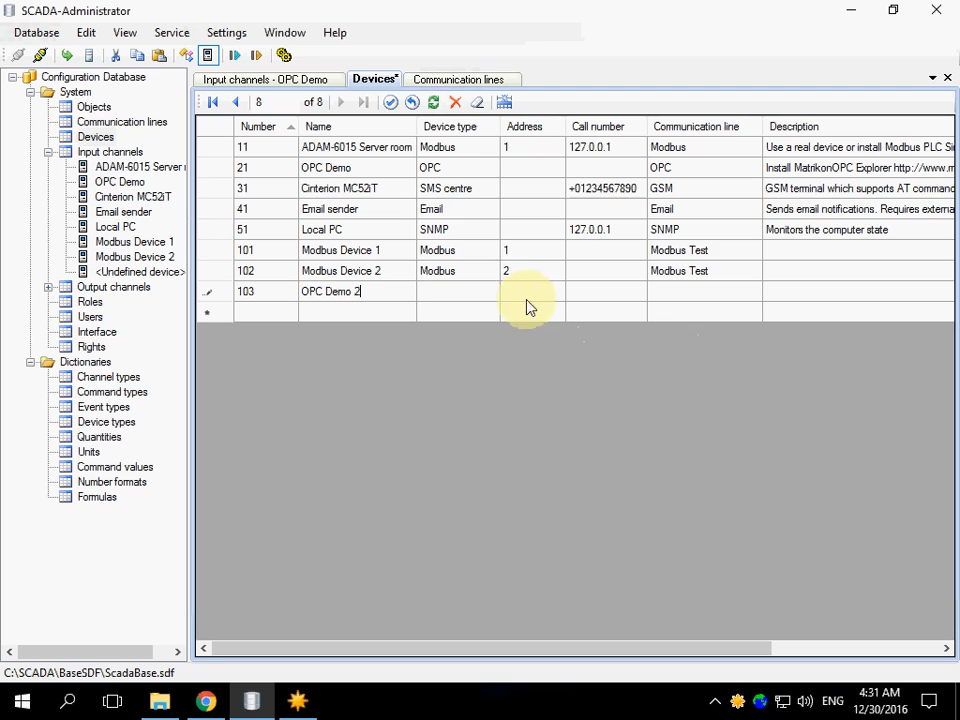 SCADA-Administrator
Database Edit View Service Settings Window Help
Configuration Database
System
Objects
Communication lines
Devices
Input channels
ADAM-6015 Server r
OPC Demo
Cinterion MC52iT
Email sender
Local PC
Modbus Device 1
Modbus Device 2
<Undefined device>
Output channels
Roles
Users
Interface
Rights
Dictionaries
Channel types
Command types
Event types
Device types
Quantities
Units
Command values
Number formats
Formulas
Input channels - OPC Demo Devices* Communication lines
8 of 8
Number Name Device type Address Call number Communication line Description
11 ADAM-6015 Server room Modbus 1 127.0.0.1 Modbus Use a real device or install Modbus PLC Si
21 OPC Demo OPC OPC Install MatrikonOPC Explorer http://www.m
31 Cinterion MC52iT SMS centre +01234567890 GSM GSM terminal which supports AT command
41 Email sender Email Email Sends email notifications. Requires externa
51 Local PC SNMP 127.0.0.1 SNMP Monitors the computer state
101 Modbus Device 1 Modbus 1 Modbus Test
102 Modbus Device 2 Modbus 2 Modbus Test
103 OPC Demo 2
C:\SCADA\BaseSDF\ScadaBase.sdf
ENG
4:31 AM
12/30/2016